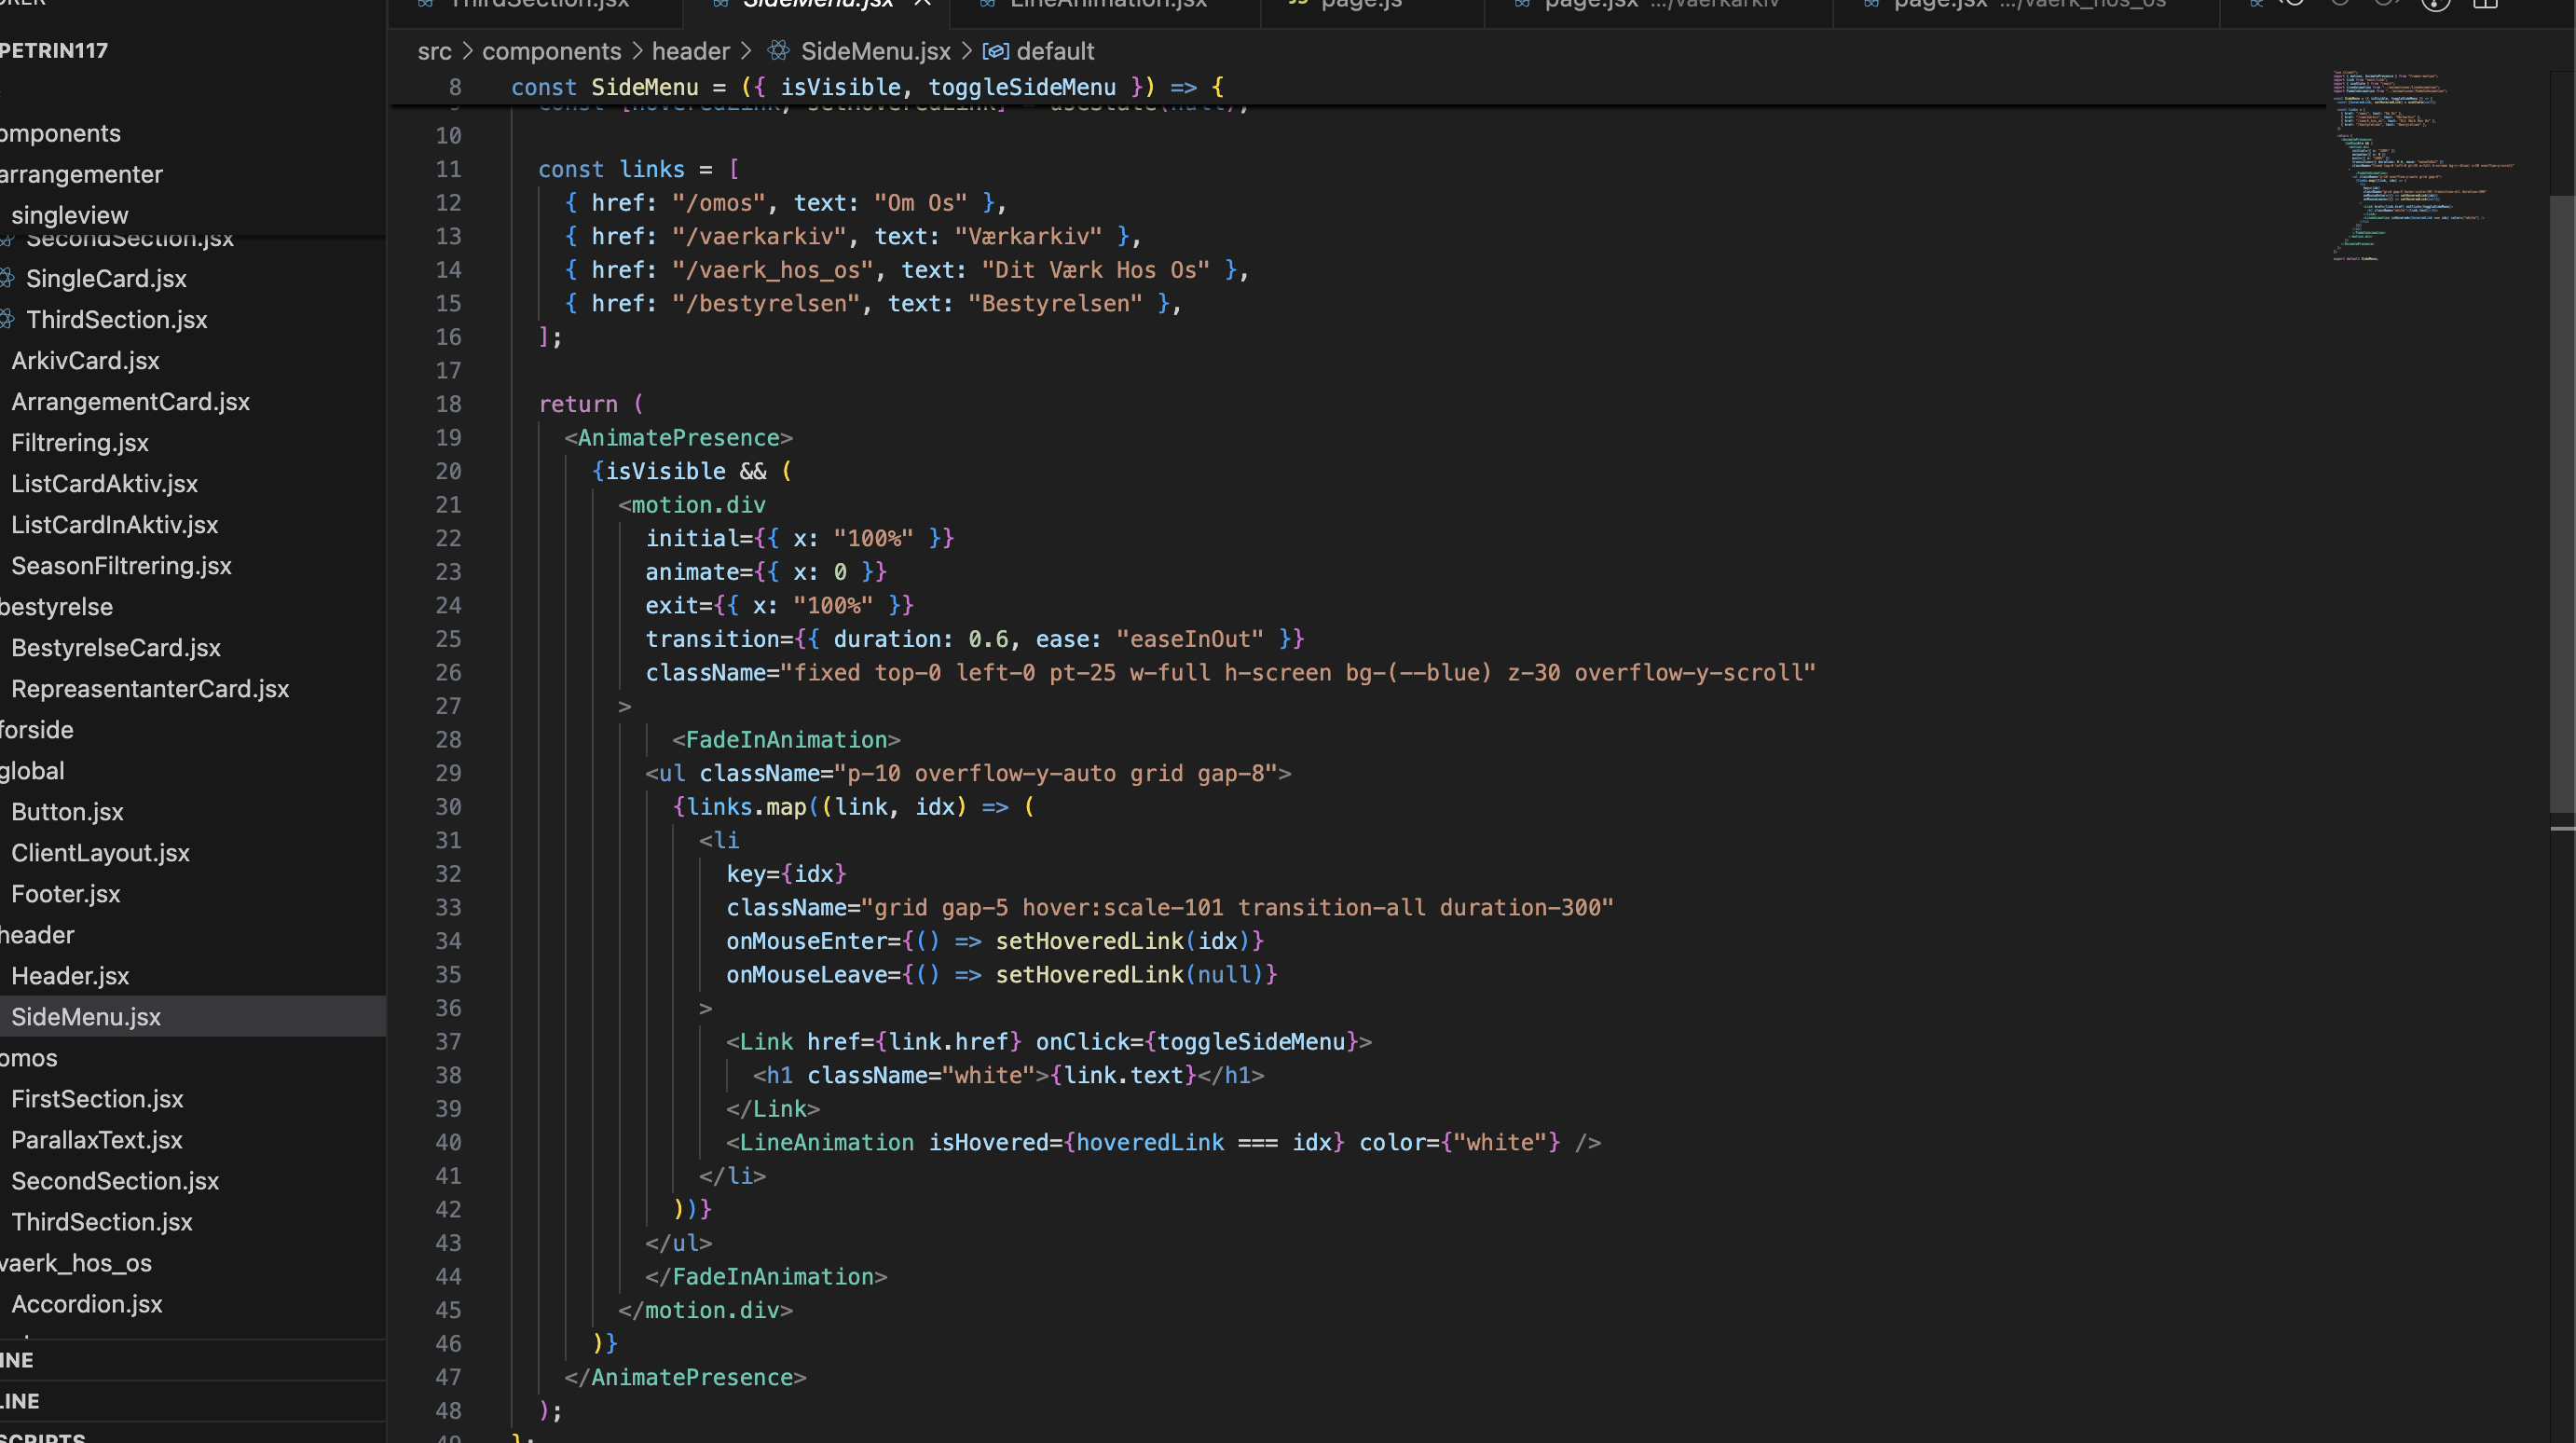 PETRIN117
omponents
arrangementer
singleview
SecondSection.jsx
SingleCard.jsx
ThirdSection.jsx
ArkivCard.jsx
ArrangementCard.jsx
Filtrering.jsx
ListCardAktiv.jsx
ListCardInAktiv.jsx
SeasonFiltrering.jsx
bestyrelse
BestyrelseCard.jsx
RepreasentanterCard.jsx
forside
global
Button.jsx
ClientLayout.jsx
Footer.jsx
header
Header.jsx
SideMenu.jsx
omos
FirstSection.jsx
ParallaxText.jsx
SecondSection.jsx
ThirdSection.jsx
vaerk_hos_os
Accordion.jsx
INE
LINE
SCRIPTS
ThirdSection.jsx SideMenu.jsx LineAnimation.jsx page.js page.jsx .../vaerkarkiv page.jsx .../vaerk_hos_os
src > components > header > SideMenu.jsx > default
8 const SideMenu = ({ isVisible, toggleSideMenu }) => {
9 const [hoveredLink, setHoveredLink] = useState(null);
10
11 const links = [
12 { href: "/omos", text: "Om Os" },
13 { href: "/vaerkarkiv", text: "Værkarkiv" },
14 { href: "/vaerk_hos_os", text: "Dit Værk Hos Os" },
15 { href: "/bestyrelsen", text: "Bestyrelsen" },
16 ];
17
18 return (
19 <AnimatePresence>
20 {isVisible && (
21 <motion.div
22 initial={{ x: "100%" }}
23 animate={{ x: 0 }}
24 exit={{ x: "100%" }}
25 transition={{ duration: 0.6, ease: "easeInOut" }}
26 className="fixed top-0 left-0 pt-25 w-full h-screen bg-(--blue) z-30 overflow-y-scroll"
27 >
28 <FadeInAnimation>
29 <ul className="p-10 overflow-y-auto grid gap-8">
30 {links.map((link, idx) => (
31 <li
32 key={idx}
33 className="grid gap-5 hover:scale-101 transition-all duration-300"
34 onMouseEnter={() => setHoveredLink(idx)}
35 onMouseLeave={() => setHoveredLink(null)}
36 >
37 <Link href={link.href} onClick={toggleSideMenu}>
38 <h1 className="white">{link.text}</h1>
39 </Link>
40 <LineAnimation isHovered={hoveredLink === idx} color={"white"} />
41 </li>
42 ))}
43 </ul>
44 </FadeInAnimation>
45 </motion.div>
46 )}
47 </AnimatePresence>
48 );
49 };